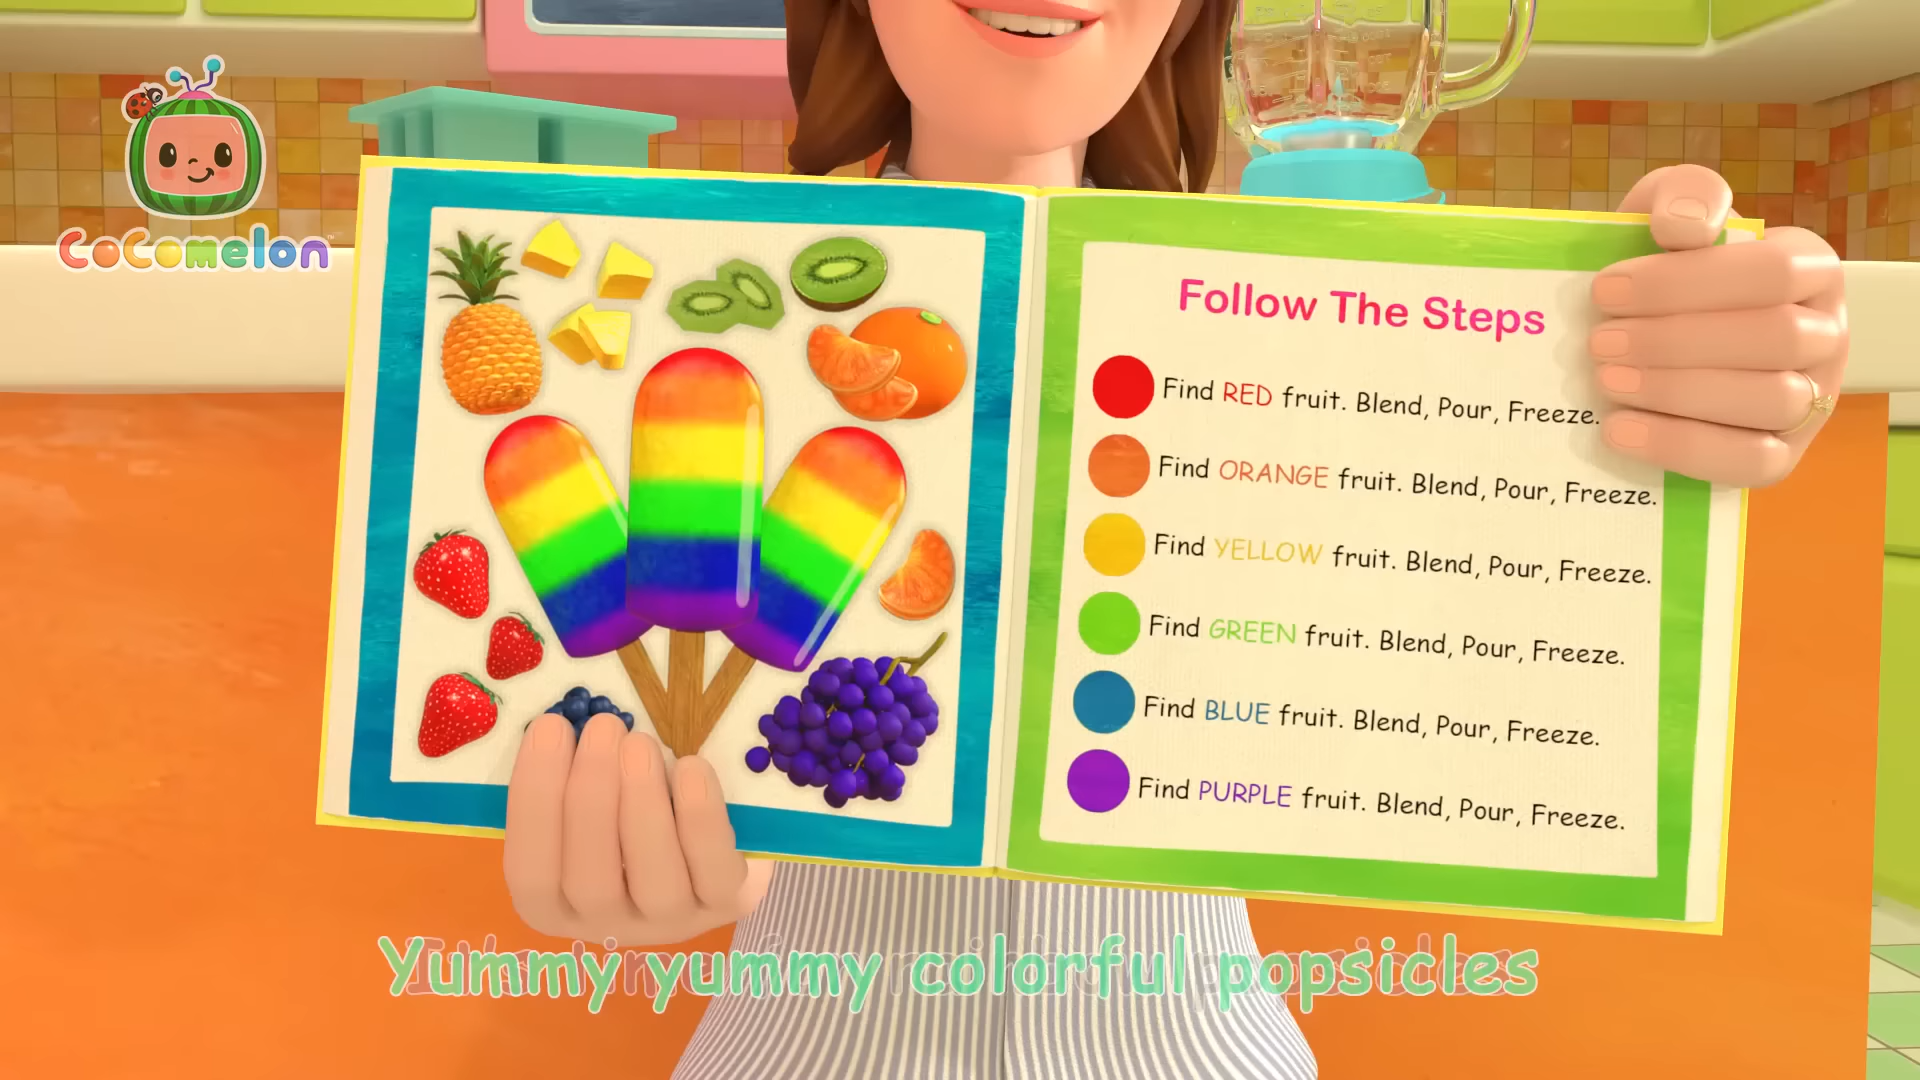 CoComelon
Follow The Steps
Find RED fruit. Blend, Pour, Freeze.
Find ORANGE fruit. Blend, Pour, Freeze.
Find YELLOW fruit. Blend, Pour, Freeze.
Find GREEN fruit. Blend, Pour, Freeze.
Find BLUE fruit. Blend, Pour, Freeze.
Find PURPLE fruit. Blend, Pour, Freeze.
Yummy yummy colorful popsicles